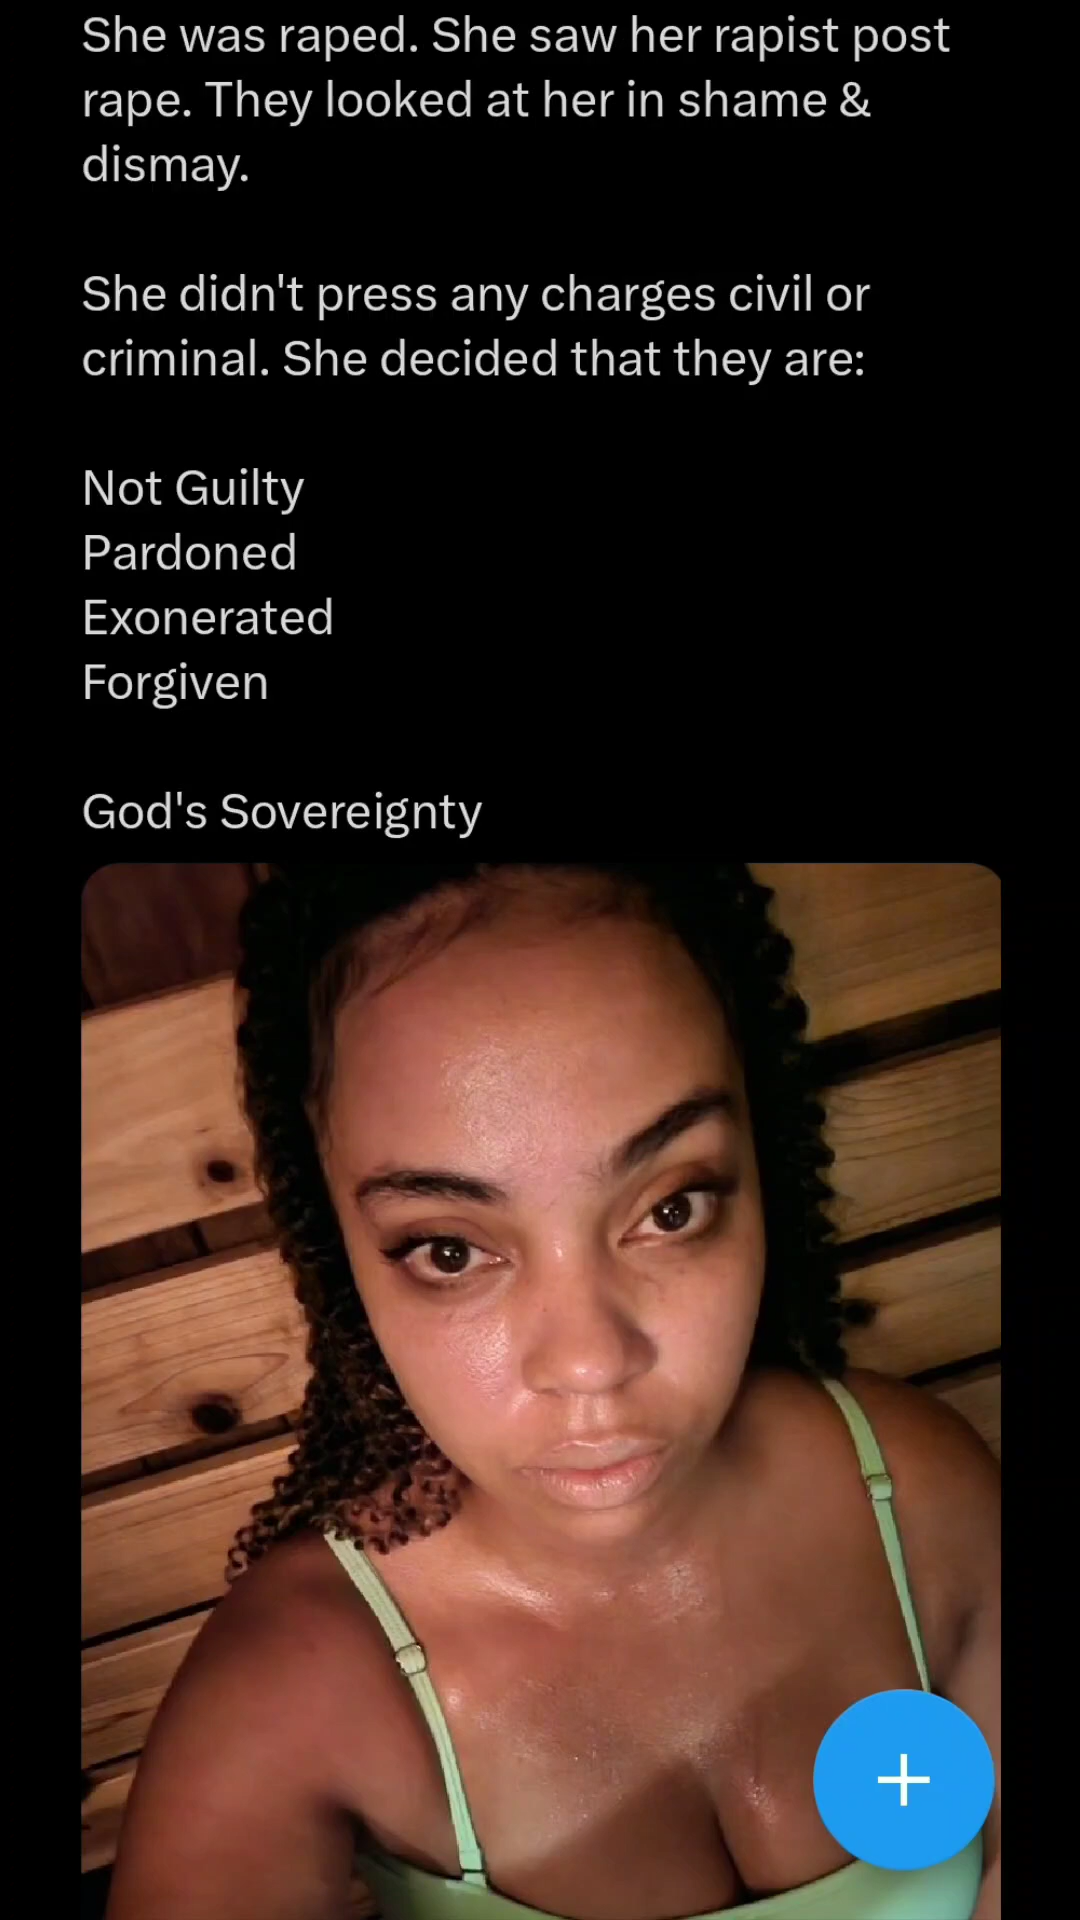 She was raped. She saw her rapist post
rape. They looked at her in shame &
dismay.
She didn't press any charges civil or
criminal. She decided that they are:
Not Guilty
Pardoned
Exonerated
Forgiven
God's Sovereignty